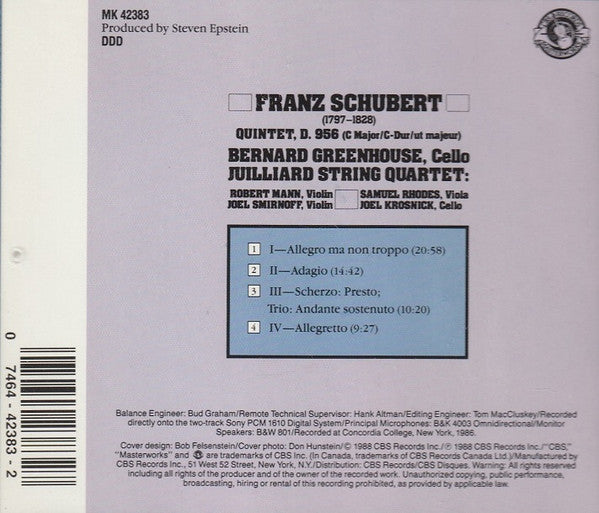 MK 42383
Produced by Steven Epstein
DDD
FRANZ SCHUBERT
(1797–1828)
QUINTET, D. 956 (C Major/C-Dur/ut majeur)
BERNARD GREENHOUSE, Cello
JUILLIARD STRING QUARTET:
ROBERT MANN, Violin SAMUEL RHODES, Viola
JOEL SMIRNOFF, Violin JOEL KROSNICK, Cello
1 I—Allegro ma non troppo (20:58)
2 II—Adagio (14:42)
3 III—Scherzo: Presto;
Trio: Andante sostenuto (10:20)
4 IV—Allegretto (9:27)
Balance Engineer: Bud Graham/Remote Technical Supervisor: Hank Altman/Editing Engineer: Tom MacCluskey/Recorded
directly onto the two-track Sony PCM 1610 Digital System/Principal Microphones: B&K 4003 Omnidirectional/Monitor
Speakers: B&W 801/Recorded at Concordia College, New York, 1986.
Cover design: Bob Felsenstein/Cover photo: Don Hunstein/© 1988 CBS Records Inc./℗ 1988 CBS Records Inc./"CBS,"
"Masterworks" and are trademarks of CBS Inc. (In Canada, trademarks of CBS Records Canada Ltd.)/Manufactured by
CBS Records Inc., 51 West 52 Street, New York, N.Y./Distribution: CBS Records/CBS Disques. Warning: All rights reserved
including all rights of the producer and of the owner of the recorded work. Unauthorized copying, public performance,
broadcasting, hiring or rental of this recording prohibited, as provided by applicable law.
0 7464-42383-2